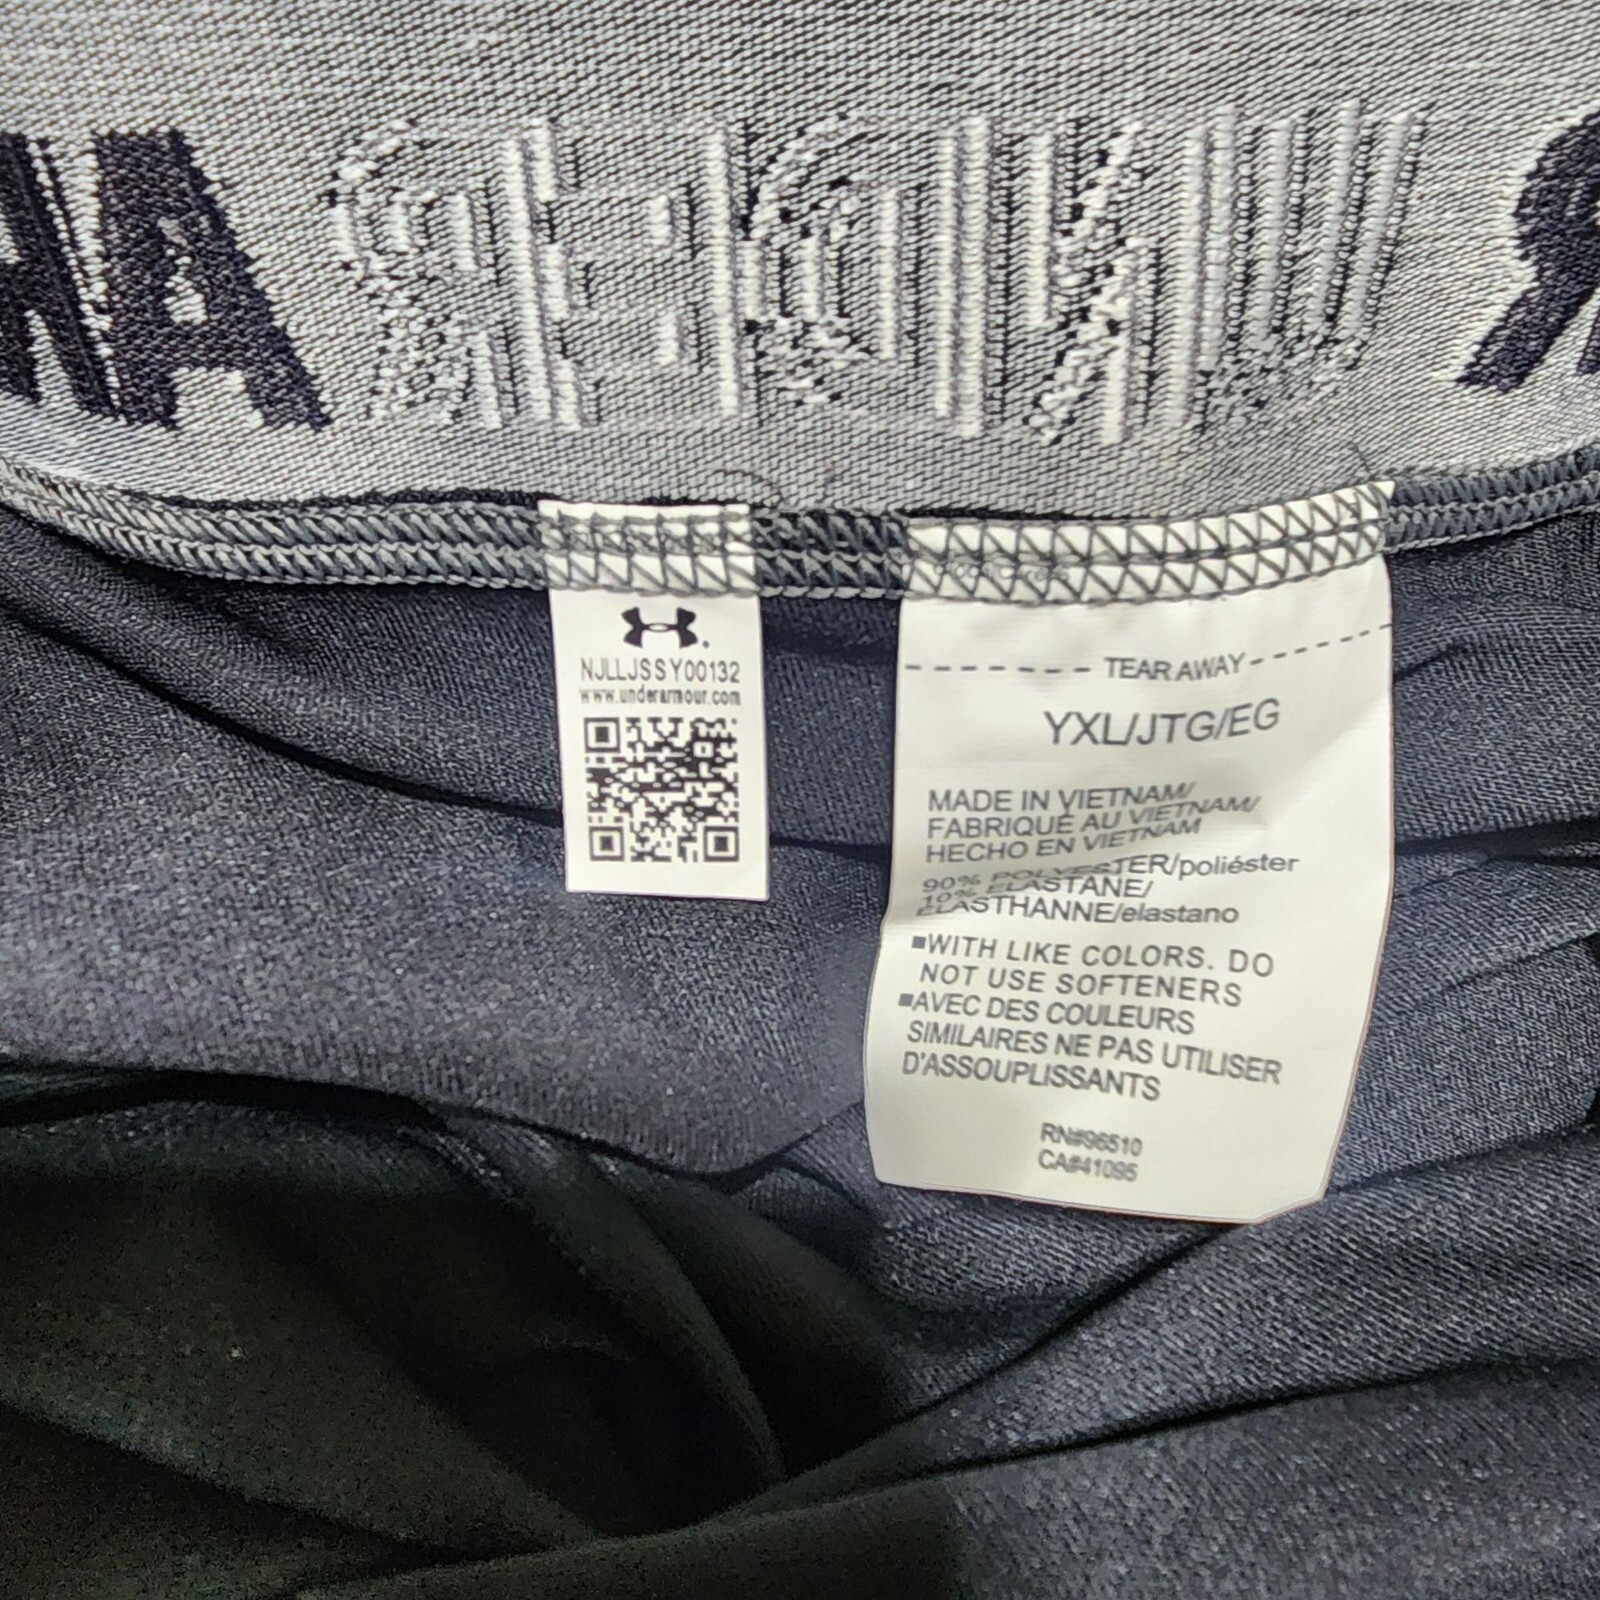 NJLLJSSY00132
www.underarmour.com
TEAR AWAY
YXL/JTG/EG
MADE IN VIETNAM/
FABRIQUÉ AU VIETNAM/
HECHO EN VIETNAM
90% POLYESTER/poliéster
10% ELASTANE/
ELASTHANNE/elastano
▪WITH LIKE COLORS. DO
NOT USE SOFTENERS
▪AVEC DES COULEURS
SIMILAIRES NE PAS UTILISER
D'ASSOUPLISSANTS
RN#96510
CA#41095